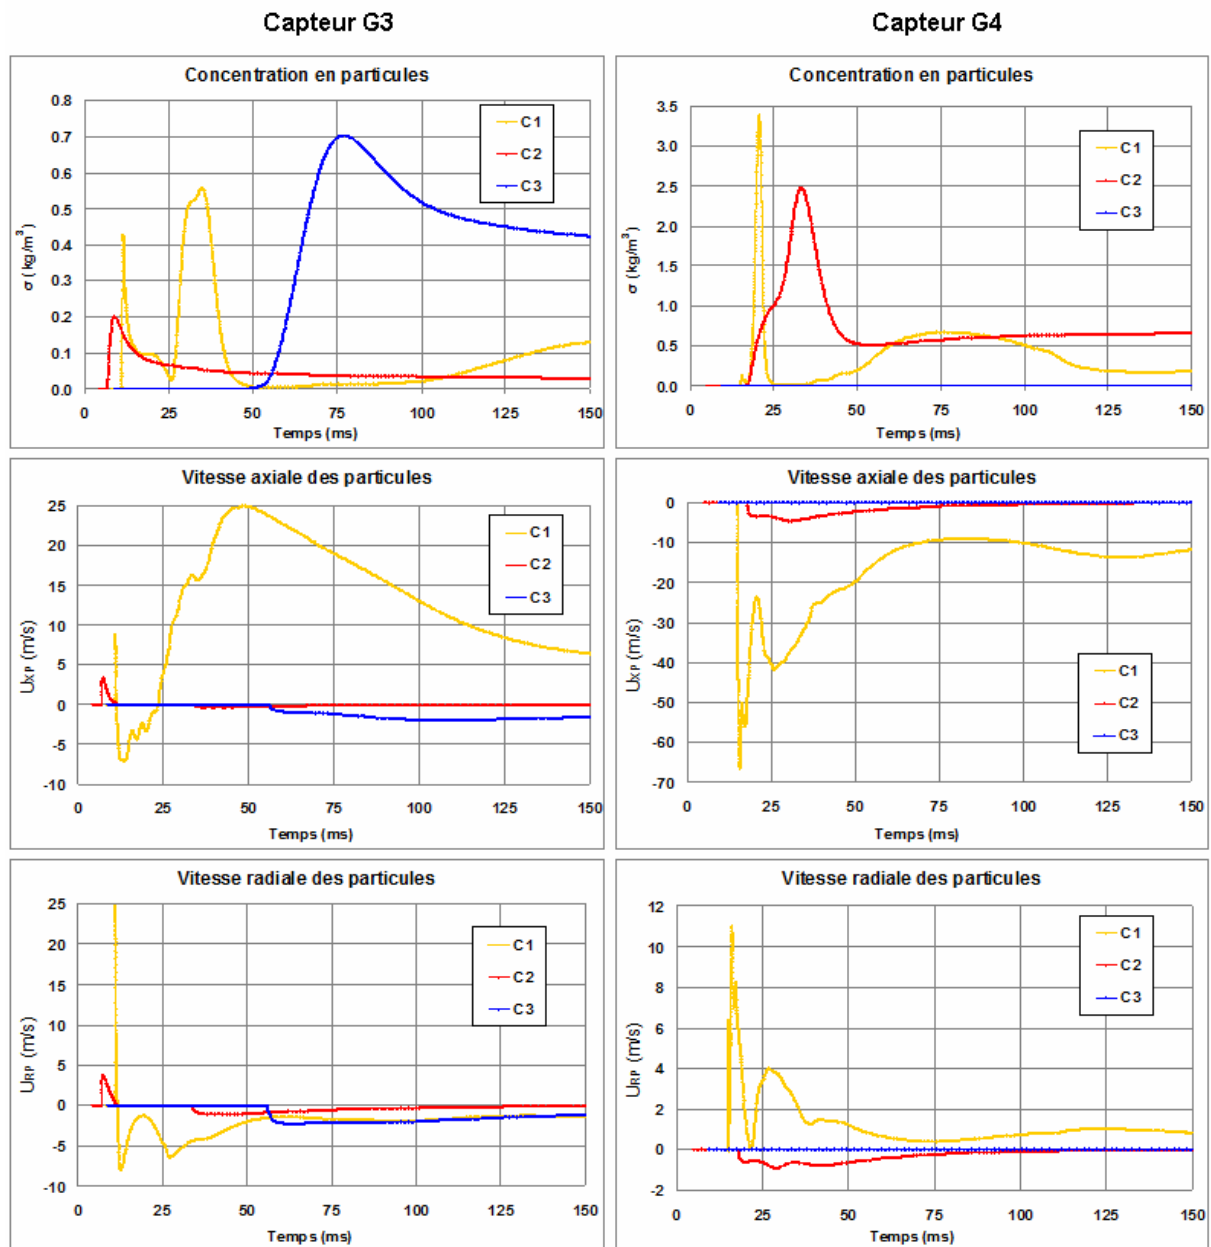 Capteur G3
Capteur G4
Concentration en particules
0.8
0.7
0.6
0.5
0.4
0.3
0.2
0.1
0.0
σ (kg/m³)
C1
C2
C3
0 25 50 75 100 125 150
Temps (ms)
Concentration en particules
3.5
3.0
2.5
2.0
1.5
1.0
0.5
0.0
σ (kg/m³)
C1
C2
C3
0 25 50 75 100 125 150
Temps (ms)
Vitesse axiale des particules
25
20
15
10
5
0
-5
-10
UXP (m/s)
C1
C2
C3
0 25 50 75 100 125 150
Temps (ms)
Vitesse axiale des particules
0
-10
-20
-30
-40
-50
-60
-70
UXP (m/s)
C1
C2
C3
0 25 50 75 100 125 150
Temps (ms)
Vitesse radiale des particules
25
20
15
10
5
0
-5
-10
URP (m/s)
C1
C2
C3
0 25 50 75 100 125 150
Temps (ms)
Vitesse radiale des particules
12
10
8
6
4
2
0
-2
URP (m/s)
C1
C2
C3
0 25 50 75 100 125 150
Temps (ms)